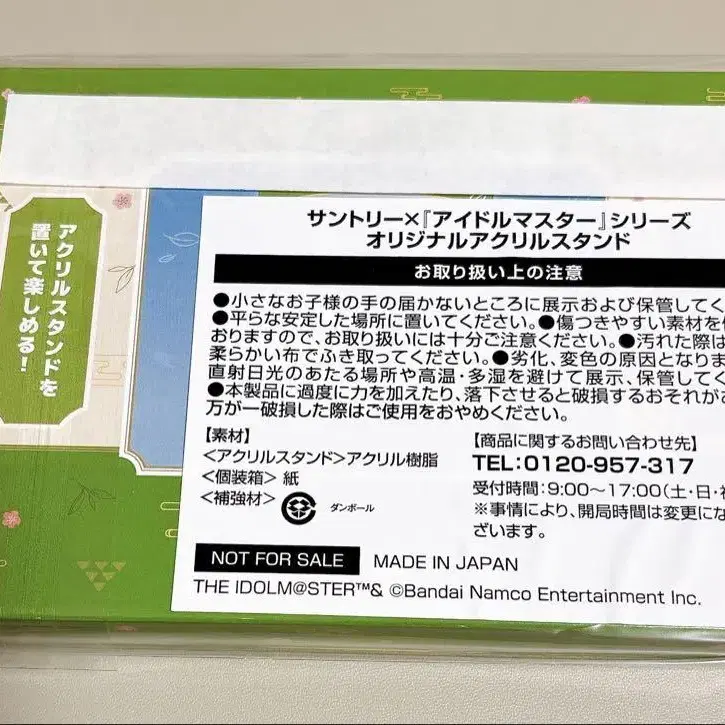 アクリルスタンドを
置いて楽しめる!
サントリー×『アイドルマスター』シリーズ
オリジナルアクリルスタンド
お取り扱い上の注意
●小さなお子様の手の届かないところに展示および保管してく
●平らな安定した場所に置いてください。●傷つきやすい素材を
おりますので、お取り扱いには十分ご注意ください。●汚れた際は
柔らかい布でふき取ってください。●劣化、変色の原因となりま
直射日光のあたる場所や高温・多湿を避けて展示、保管してく
●本製品に過度に力を加えたり、落下させると破損するおそれが
万が一破損した際はご使用をおやめください。
【素材】
<アクリルスタンド>アクリル樹脂
<個装箱>紙
<補強材>
ダンボール
【商品に関するお問い合わせ先】
TEL:0120-957-317
受付時間:9:00〜17:00(土・日・
※事情により、開局時間は変更にな
ざいます。
NOT FOR SALE MADE IN JAPAN
THE IDOLM@STER™& ©Bandai Namco Entertainment Inc.